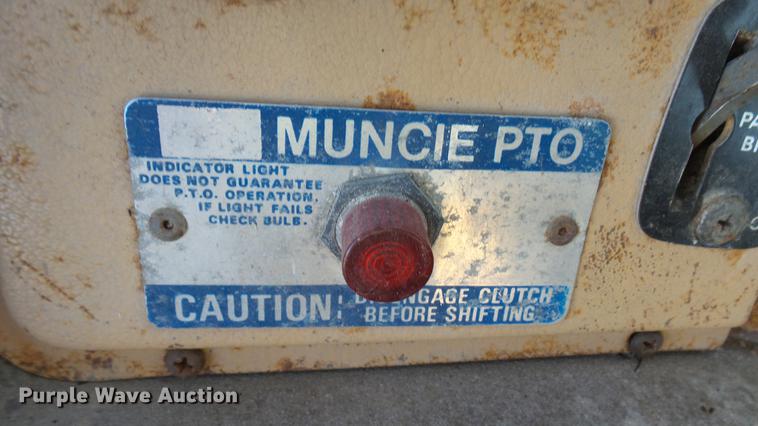 MUNCIE PTO
INDICATOR LIGHT
DOES NOT GUARANTEE
P.T.O. OPERATION.
IF LIGHT FAILS
CHECK BULB.
CAUTION: DISENGAGE CLUTCH
BEFORE SHIFTING
PA
B
Purple Wave Auction